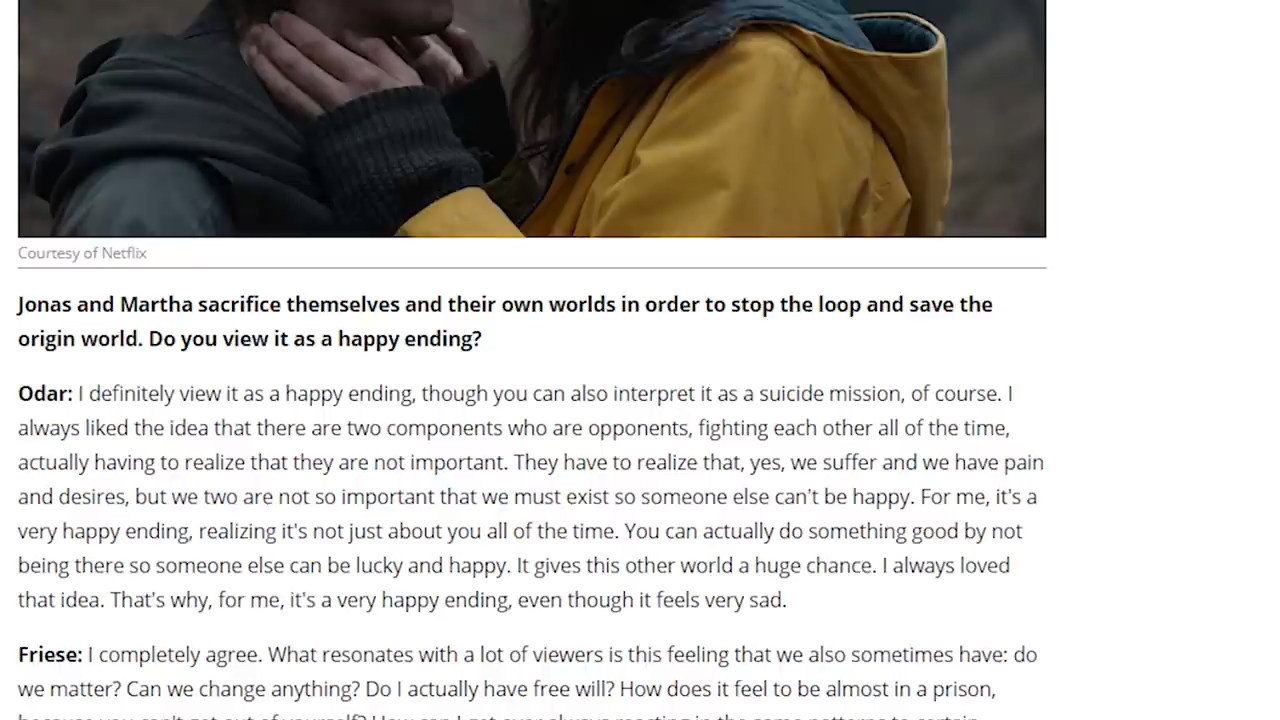 Courtesy of Netflix
Jonas and Martha sacrifice themselves and their own worlds in order to stop the loop and save the
origin world. Do you view it as a happy ending?
Odar: I definitely view it as a happy ending, though you can also interpret it as a suicide mission, of course. I
always liked the idea that there are two components who are opponents, fighting each other all of the time,
actually having to realize that they are not important. They have to realize that, yes, we suffer and we have pain
and desires, but we two are not so important that we must exist so someone else can't be happy. For me, it's a
very happy ending, realizing it's not just about you all of the time. You can actually do something good by not
being there so someone else can be lucky and happy. It gives this other world a huge chance. I always loved
that idea. That's why, for me, it's a very happy ending, even though it feels very sad.
Friese: I completely agree. What resonates with a lot of viewers is this feeling that we also sometimes have: do
we matter? Can we change anything? Do I actually have free will? How does it feel to be almost in a prison,